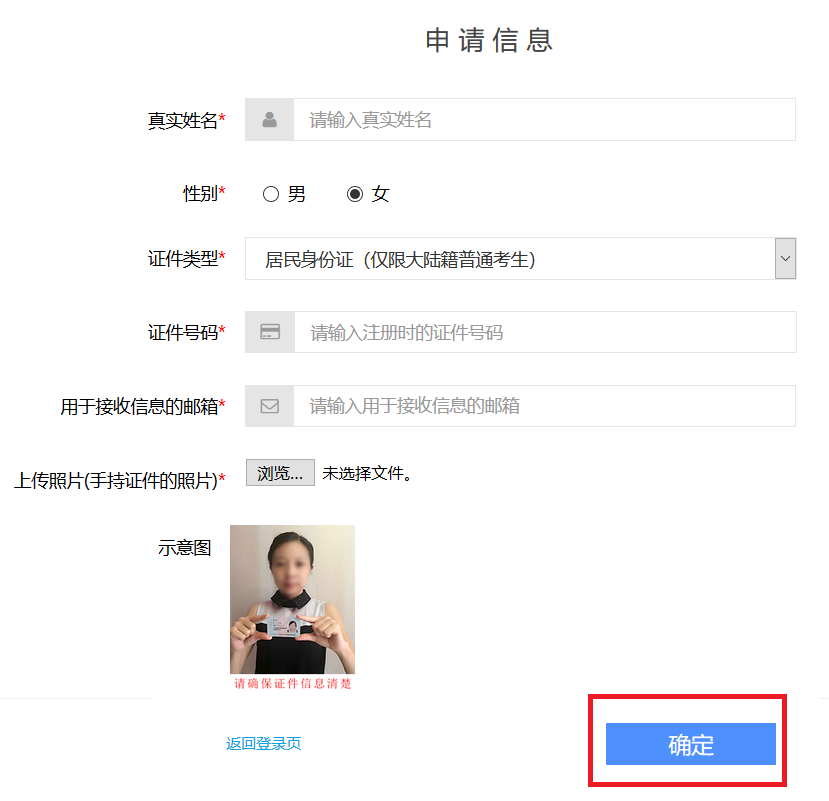 申请信息
真实姓名* 请输入真实姓名
性别* 男 女
证件类型* 居民身份证（仅限大陆籍普通考生）
证件号码* 请输入注册时的证件号码
用于接收信息的邮箱* 请输入用于接收信息的邮箱
上传照片(手持证件的照片)* 浏览... 未选择文件。
示意图
请确保证件信息清楚
返回登录页 确定